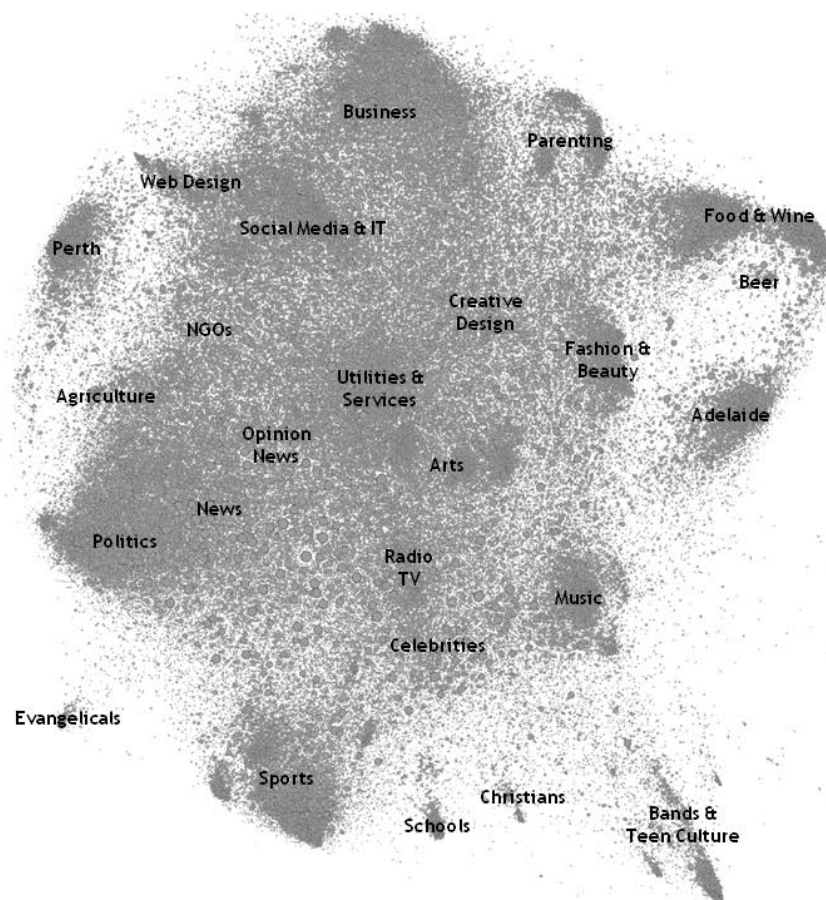 Business
Parenting
Web Design
Food & Wine
Social Media & IT
Perth
Beer
Creative
Design
NGOs
Fashion &
Beauty
Utilities &
Services
Agriculture
Adelaide
Opinion
News
Arts
News
Politics
Radio
TV
Music
Celebrities
Evangelicals
Sports
Christians
Schools
Bands &
Teen Culture